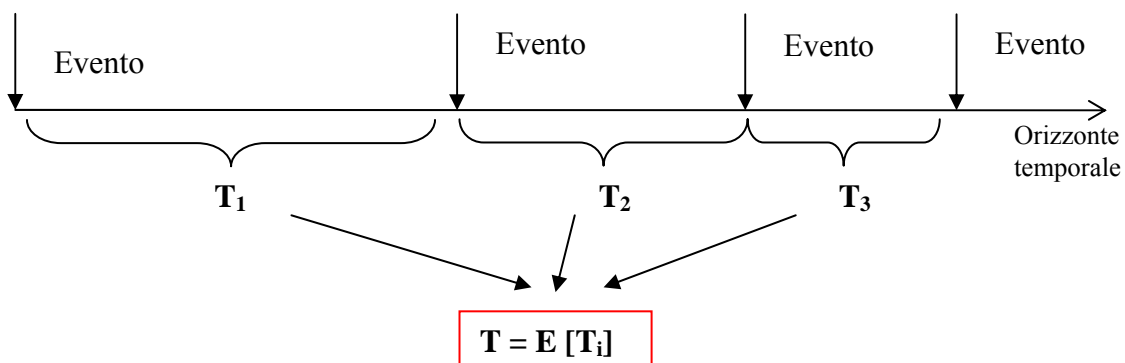 Evento
Evento
Evento
Evento
Orizzonte
temporale
T₁
T₂
T₃
T = E [Tᵢ]